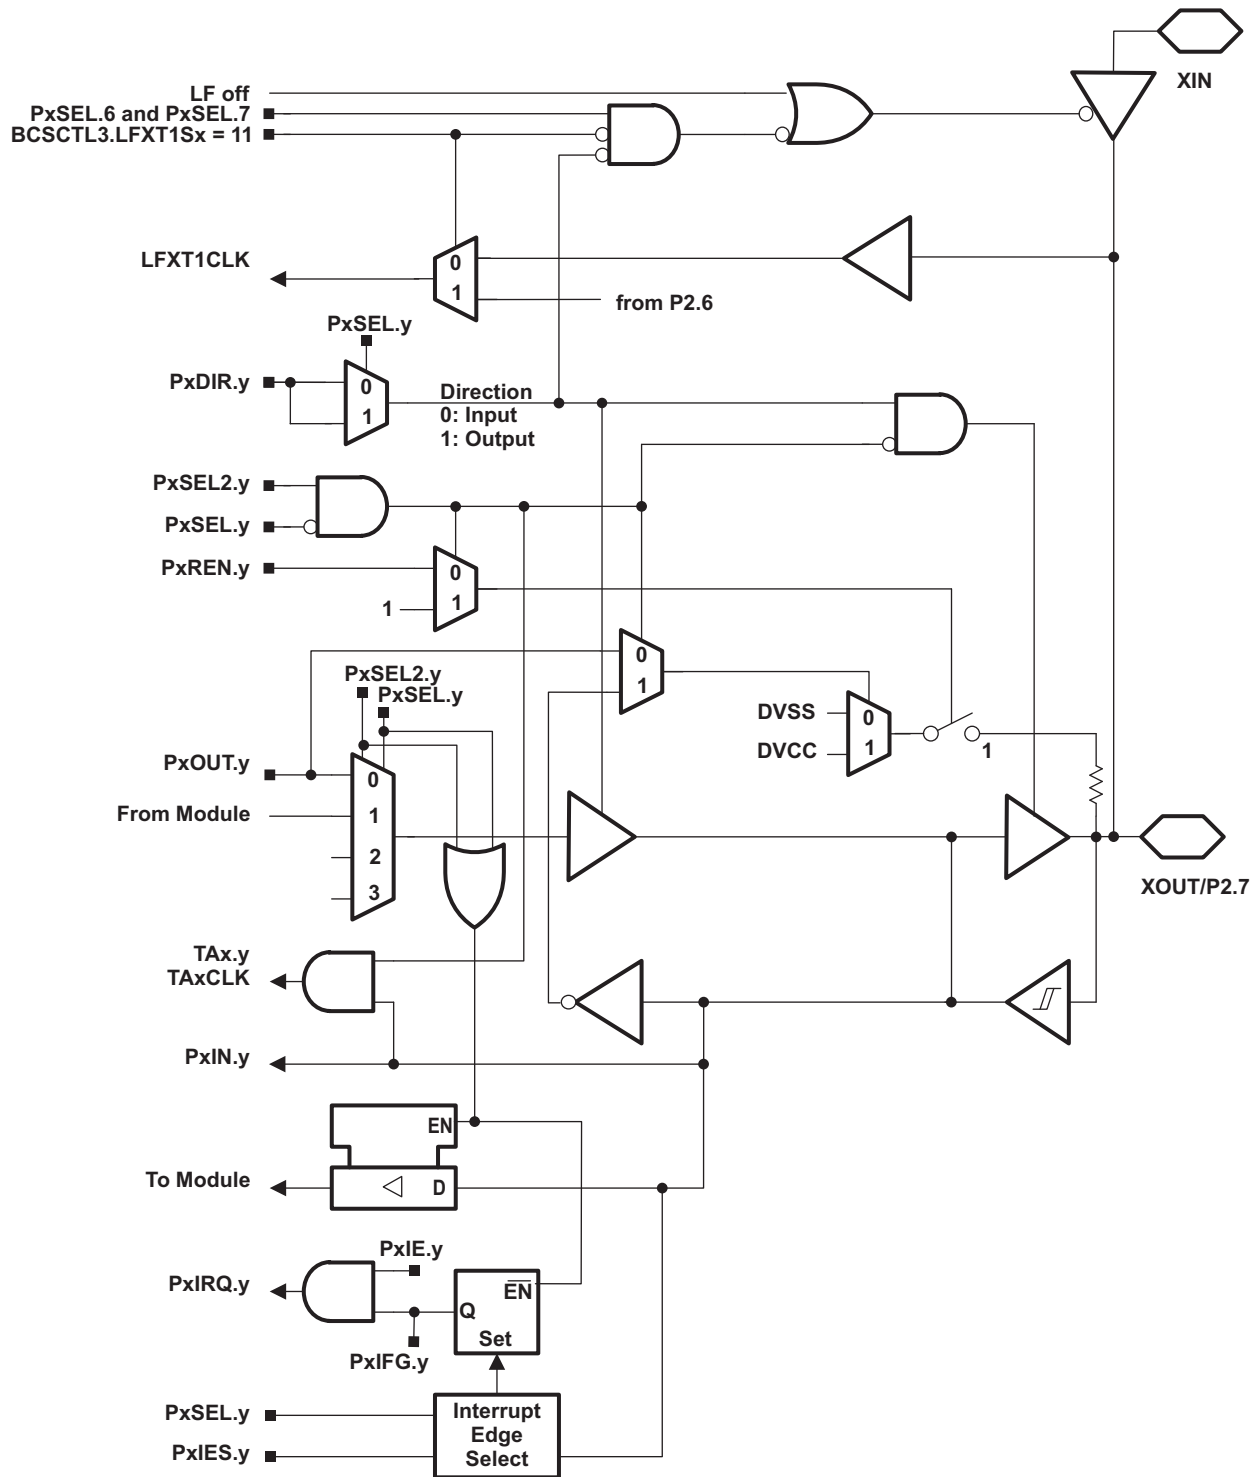 XIN
LF off
PxSEL.6 and PxSEL.7
BCSCTL3.LFXT1Sx = 11
LFXT1CLK
0
1
from P2.6
PxSEL.y
PxDIR.y
0
1
Direction
0: Input
1: Output
PxSEL2.y
PxSEL.y
PxREN.y
0
1
1
0
1
PxSEL2.y
PxSEL.y
DVSS
DVCC
0
1
1
PxOUT.y
From Module
0
1
2
3
XOUT/P2.7
TAx.y
TAxCLK
PxIN.y
EN
To Module
D
PxIE.y
PxIRQ.y
EN
Q
Set
PxIFG.y
PxSEL.y
PxIES.y
Interrupt
Edge
Select